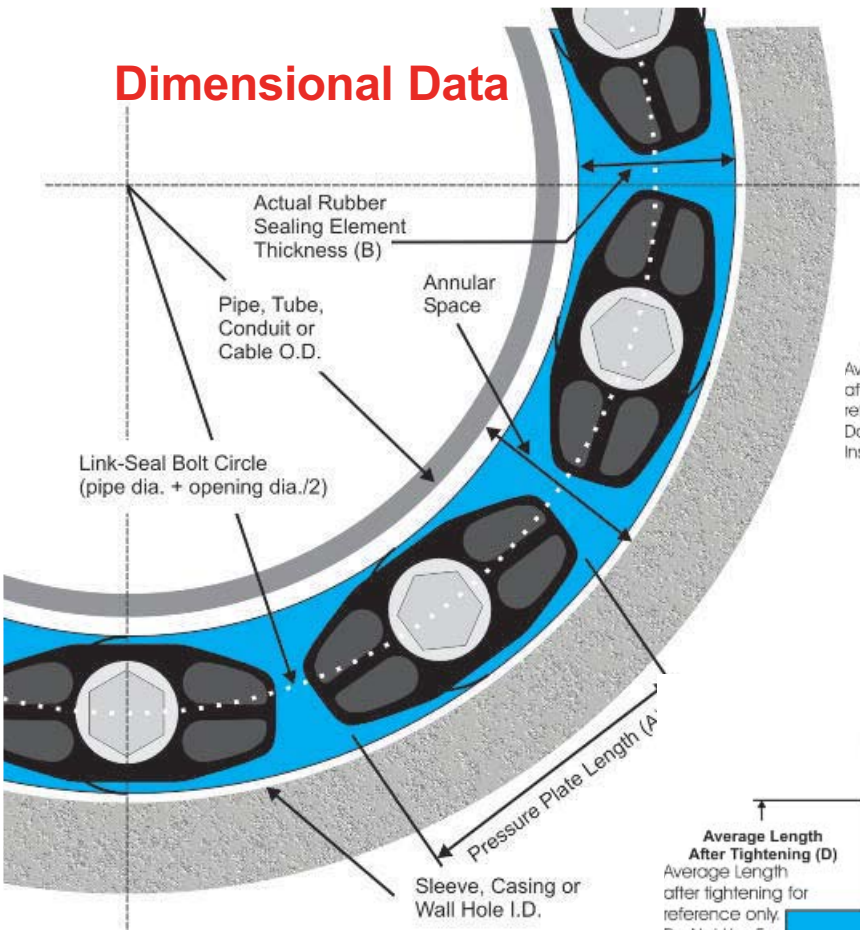 Dimensional Data
Actual Rubber
Sealing Element
Thickness (B)
Annular
Space
Pipe, Tube,
Conduit or
Cable O.D.
Link-Seal Bolt Circle
(pipe dia. + opening dia./2)
Pressure Plate Length (A
Sleeve, Casing or
Wall Hole I.D.
Average Length
After Tightening (D)
Average Length
after tightening for
reference only.